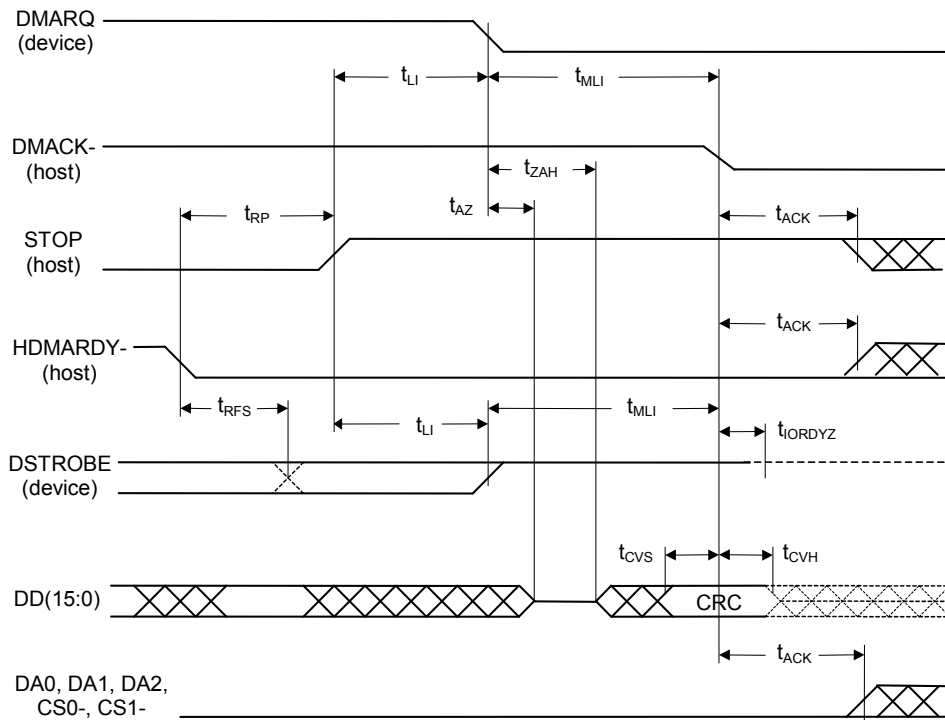 DMARQ
(device)
tLI
tMLI
DMACK-
(host)
tZAH
tAZ
tRP
tACK
STOP
(host)
tACK
HDMARDY-
(host)
tRFS
tMLI
tLI
tIORDYZ
DSTROBE
(device)
tCVS
tCVH
DD(15:0)
CRC
tACK
DA0, DA1, DA2,
CS0-, CS1-